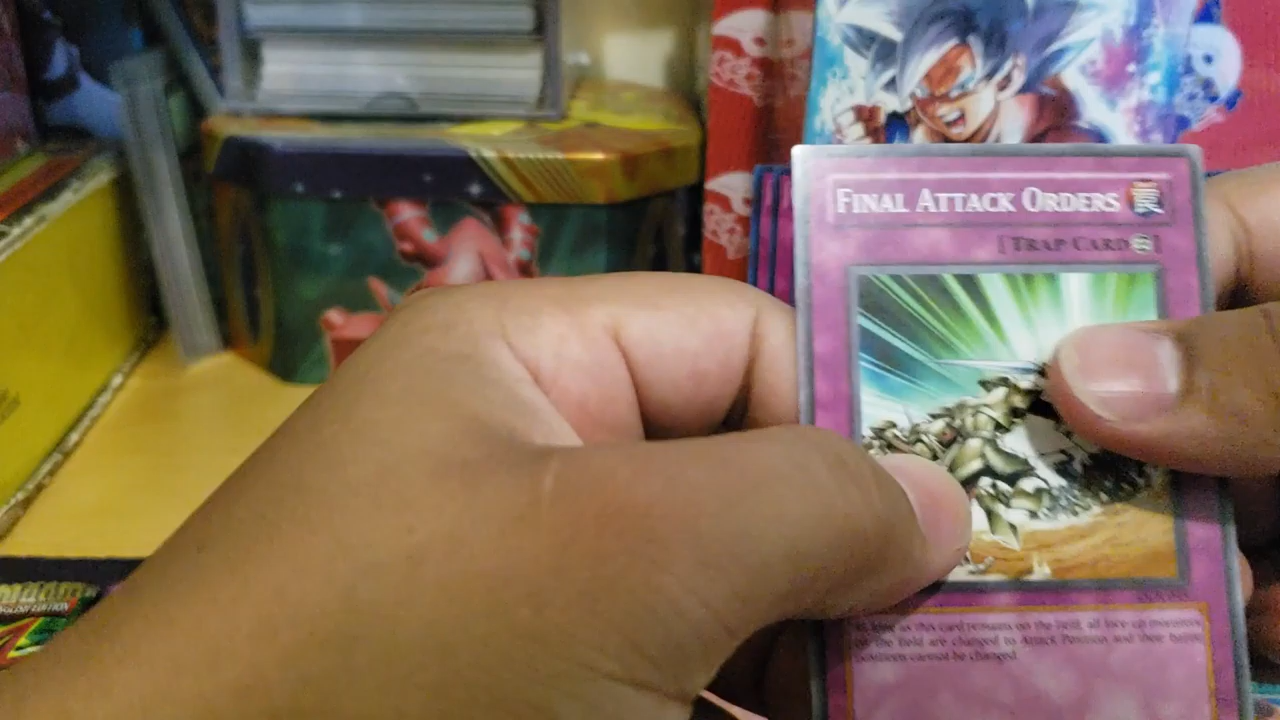 FINAL ATTACK ORDERS
[TRAP CARD]
As long as this card remains on the field, all face-up monsters
on the field are changed to Attack Position and their battle
positions cannot be changed.